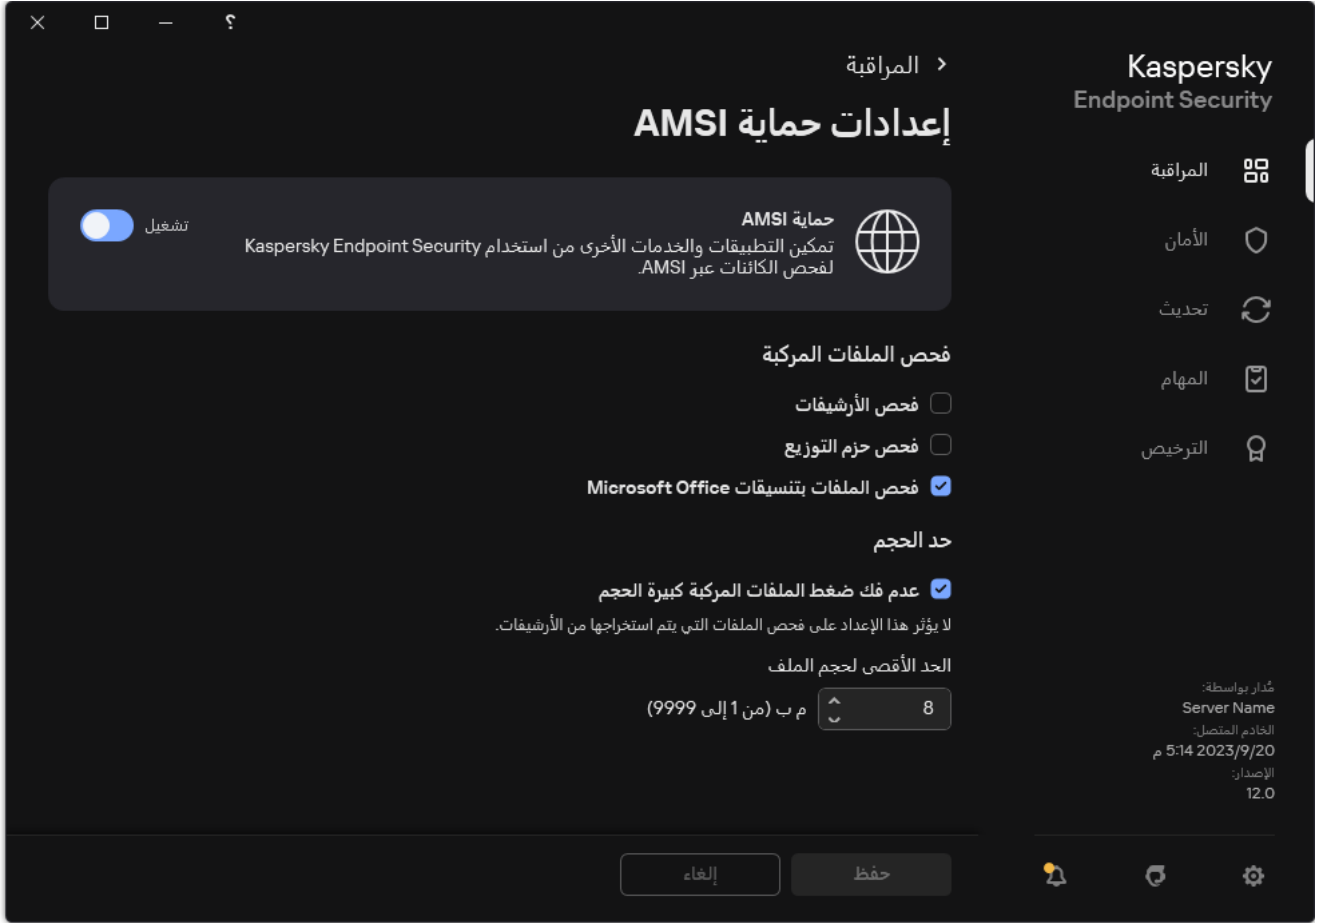 ؟
Kaspersky
Endpoint Security
المراقبة
الأمان
تحديث
المهام
الترخيص
مُدار بواسطة:
Server Name
الخادم المتصل:
2023/9/20 5:14 م
الإصدار:
12.0
المراقبة
إعدادات حماية AMSI
حماية AMSI
تمكين التطبيقات والخدمات الأخرى من استخدام Kaspersky Endpoint Security
لفحص الكائنات عبر AMSI.
تشغيل
فحص الملفات المركبة
فحص الأرشيفات
فحص حزم التوزيع
فحص الملفات بتنسيقات Microsoft Office
حد الحجم
عدم فك ضغط الملفات المركبة كبيرة الحجم
لا يؤثر هذا الإعداد على فحص الملفات التي يتم استخراجها من الأرشيفات.
الحد الأقصى لحجم الملف
8 م ب (من 1 إلى 9999)
حفظ
إلغاء